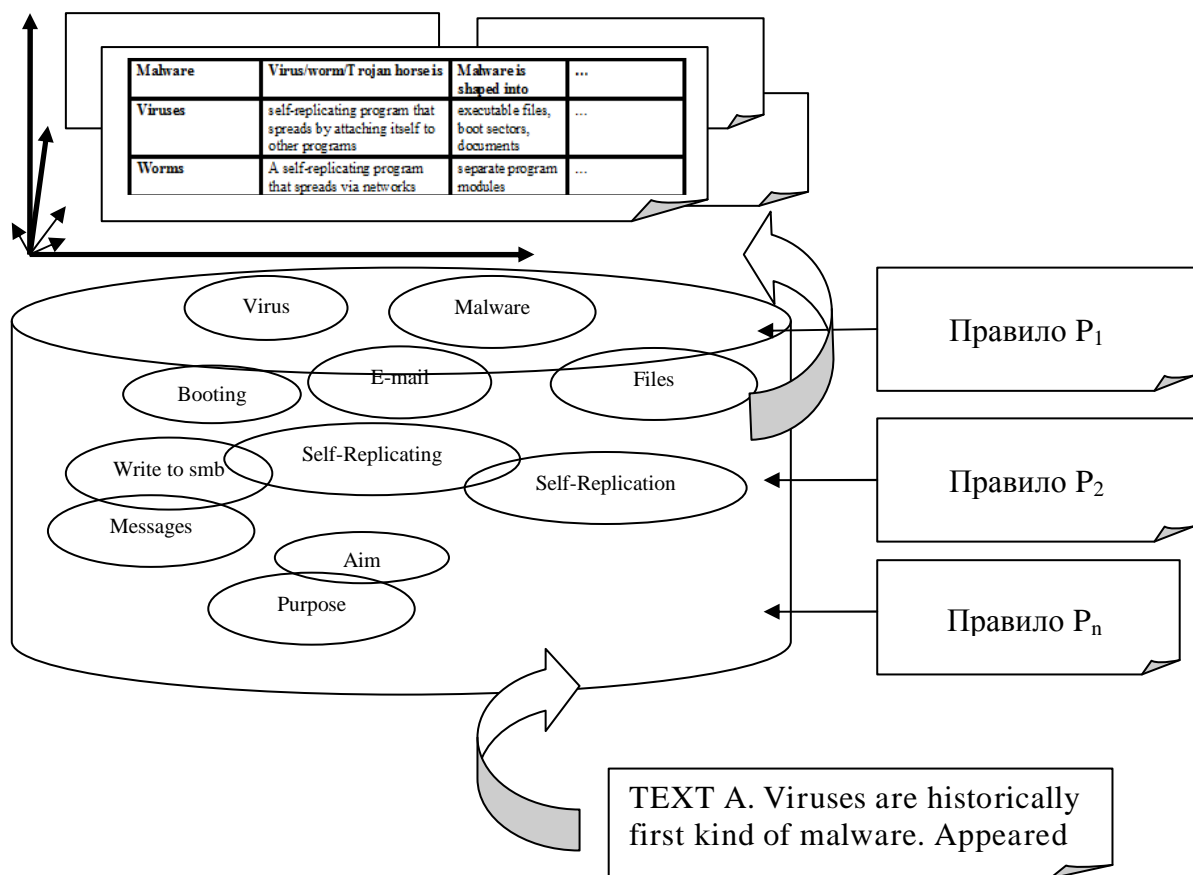 Malware Virus/worm/Trojan horse is Malware is shaped into ...
Viruses self-replicating program that spreads by attaching itself to other programs executable files, boot sectors, documents ...
Worms A self-replicating program that spreads via networks separate program modules ...
Virus
Malware
E-mail
Files
Booting
Self-Replicating
Write to smb
Self-Replication
Messages
Aim
Purpose
Правило P1
Правило P2
Правило Pn
TEXT A. Viruses are historically
first kind of malware. Appeared